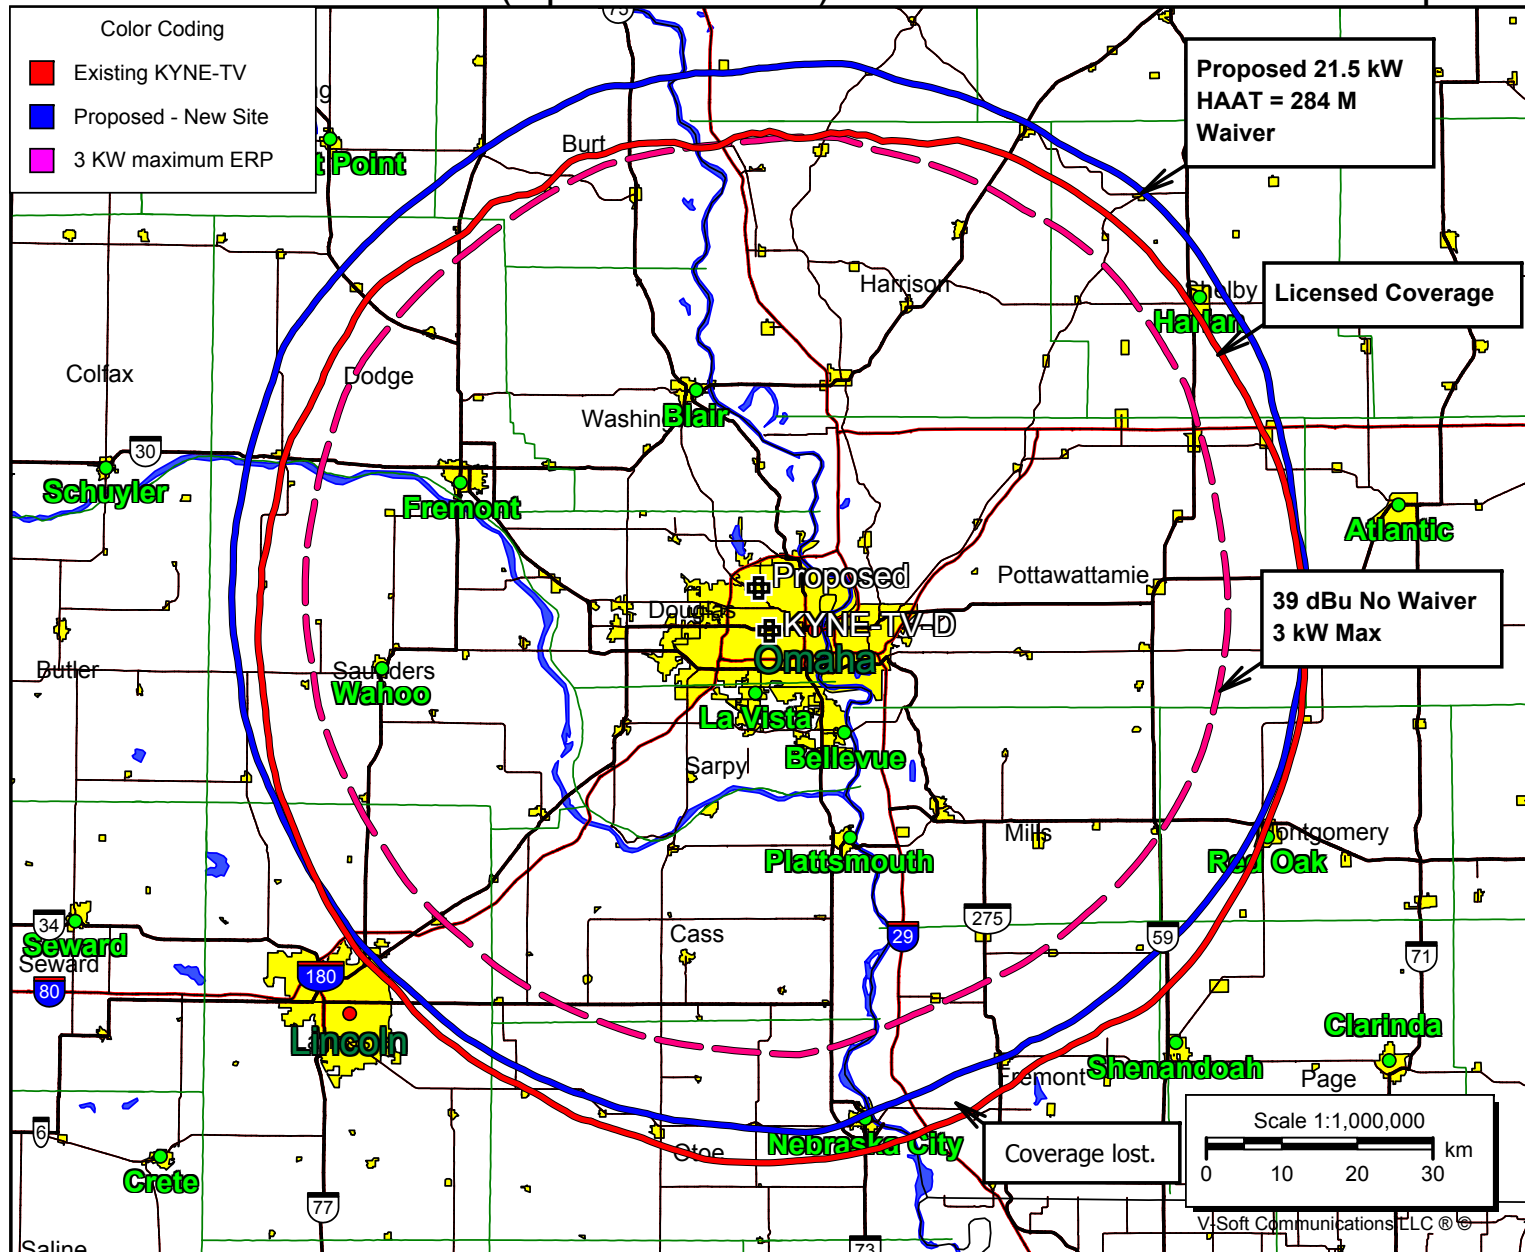 Color Coding
Existing KYNE-TV
Proposed - New Site
3 KW maximum ERP
75
Proposed 21.5 kW
HAAT = 284 M
Waiver
Burt
t Point
Licensed Coverage
Harrison
Shelby
Harlan
Colfax
Dodge
Blair
30
Schuyler
Fremont
Atlantic
Proposed
Pottawattamie
Douglas
KYNE-TV-D
39 dBu No Waiver
3 kW Max
Omaha
Butler
Saunders
Wahoo
La Vista
Bellevue
Sarpy
Plattsmouth
Mills
Montgomery
Red Oak
34
Seward
Seward
80
180
Cass
29
275
59
71
Lincoln
Clarinda
Shenandoah
Fremont
Page
Scale 1:1,000,000
km
0 10 20 30
6
Nebraska City
Otoe
Coverage lost.
Crete
77
73
V-Soft Communications LLC ® ©
Saline